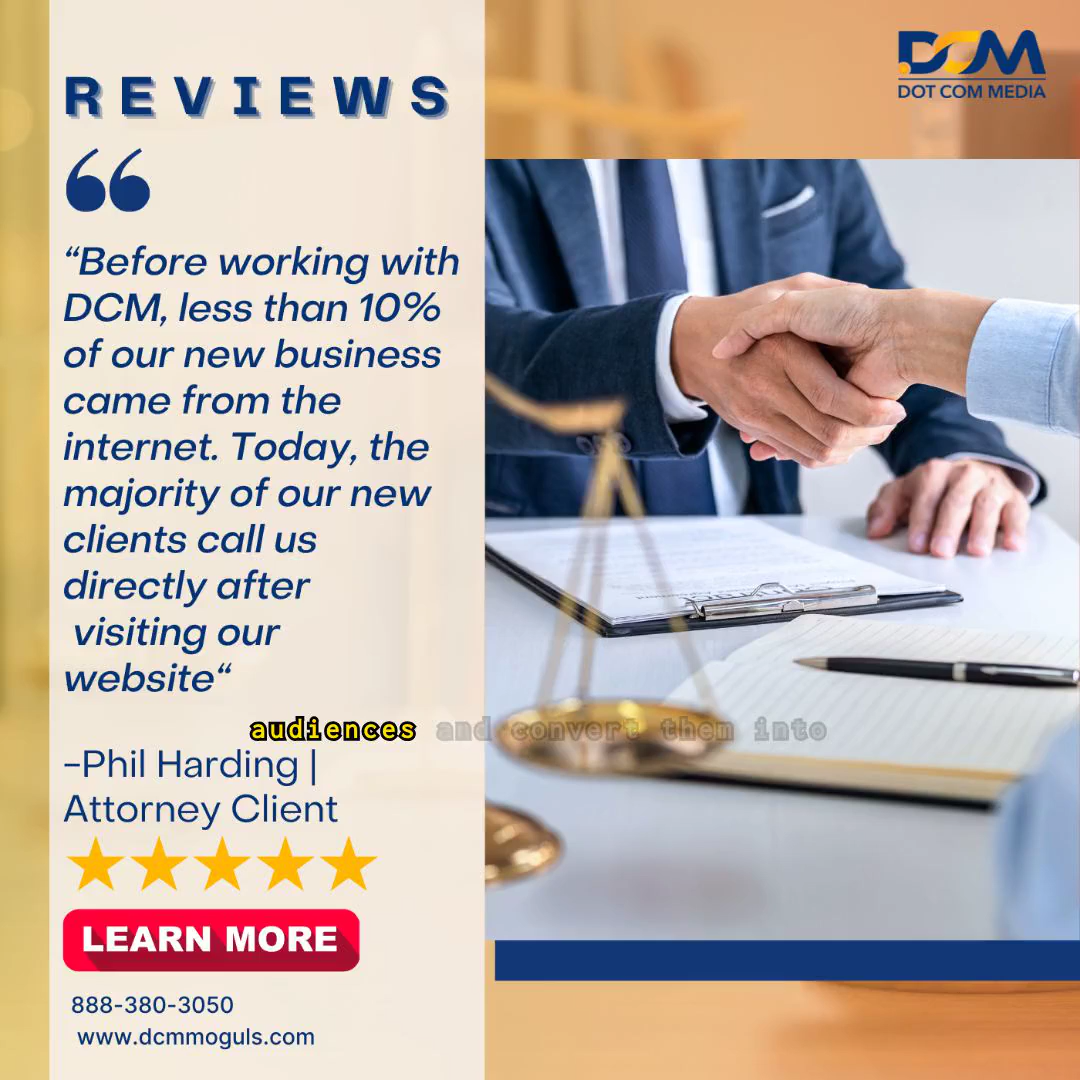 REVIEWS
DCM
DOT COM MEDIA
“
“Before working with
DCM, less than 10%
of our new business
came from the
internet. Today, the
majority of our new
clients call us
directly after
visiting our
website“
audiences and convert them into
–Phil Harding |
Attorney Client
LEARN MORE
888-380-3050
www.dcmmoguls.com